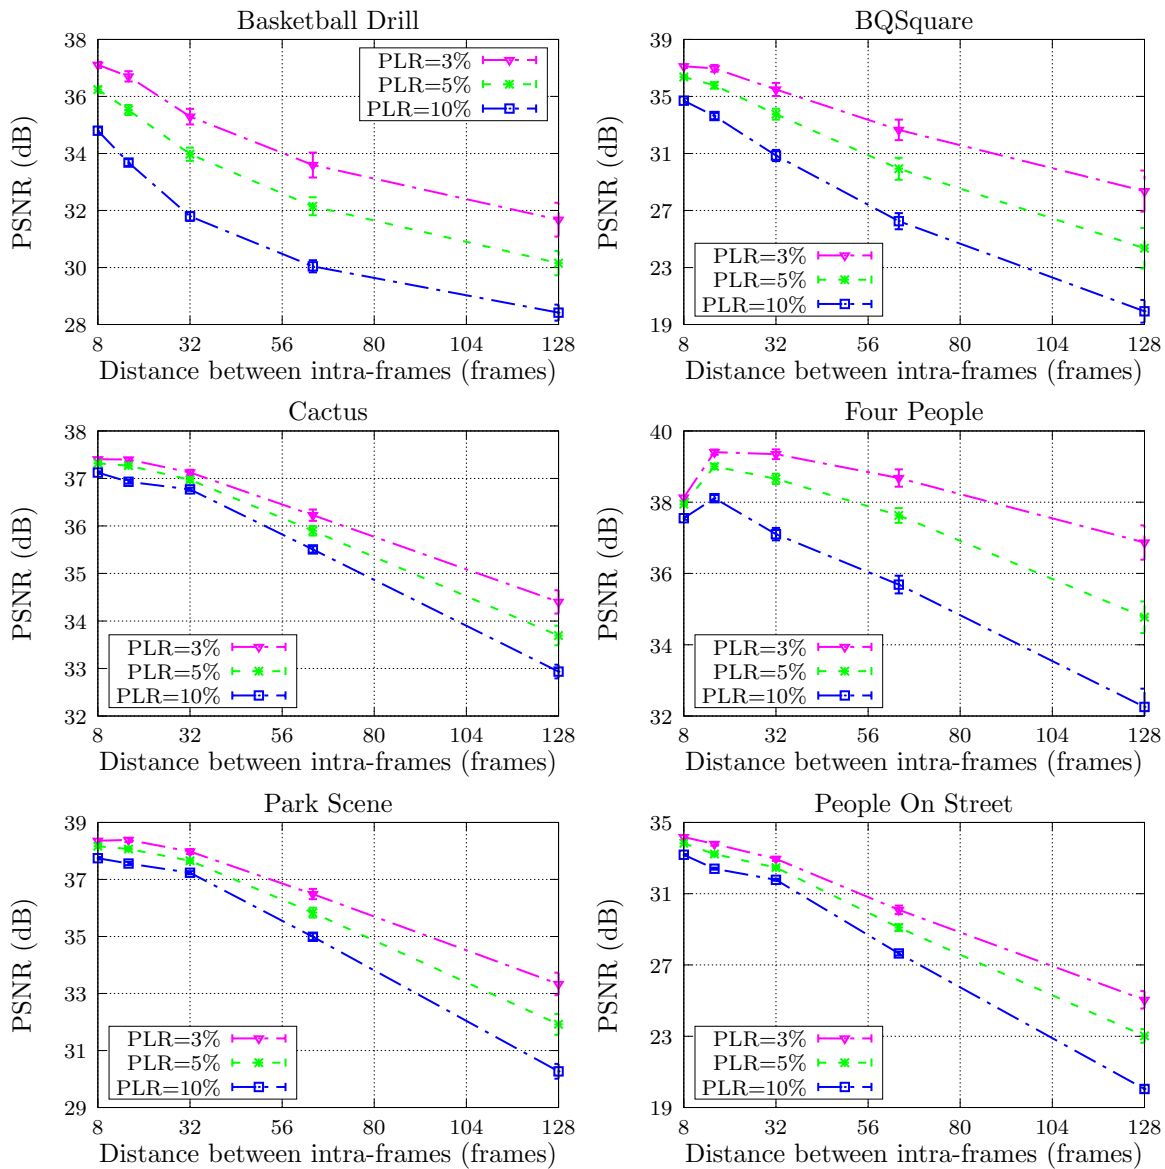 Basketball Drill
38
36
34
32
30
28
PSNR (dB)
PLR=3%
PLR=5%
PLR=10%
8 32 56 80 104 128
Distance between intra-frames (frames)
BQSquare
39
35
31
27
23
19
PSNR (dB)
PLR=3%
PLR=5%
PLR=10%
8 32 56 80 104 128
Distance between intra-frames (frames)
Cactus
38
37
36
35
34
33
32
PSNR (dB)
PLR=3%
PLR=5%
PLR=10%
8 32 56 80 104 128
Distance between intra-frames (frames)
Four People
40
38
36
34
32
PSNR (dB)
PLR=3%
PLR=5%
PLR=10%
8 32 56 80 104 128
Distance between intra-frames (frames)
Park Scene
39
37
35
33
31
29
PSNR (dB)
PLR=3%
PLR=5%
PLR=10%
8 32 56 80 104 128
Distance between intra-frames (frames)
People On Street
35
31
27
23
19
PSNR (dB)
PLR=3%
PLR=5%
PLR=10%
8 32 56 80 104 128
Distance between intra-frames (frames)